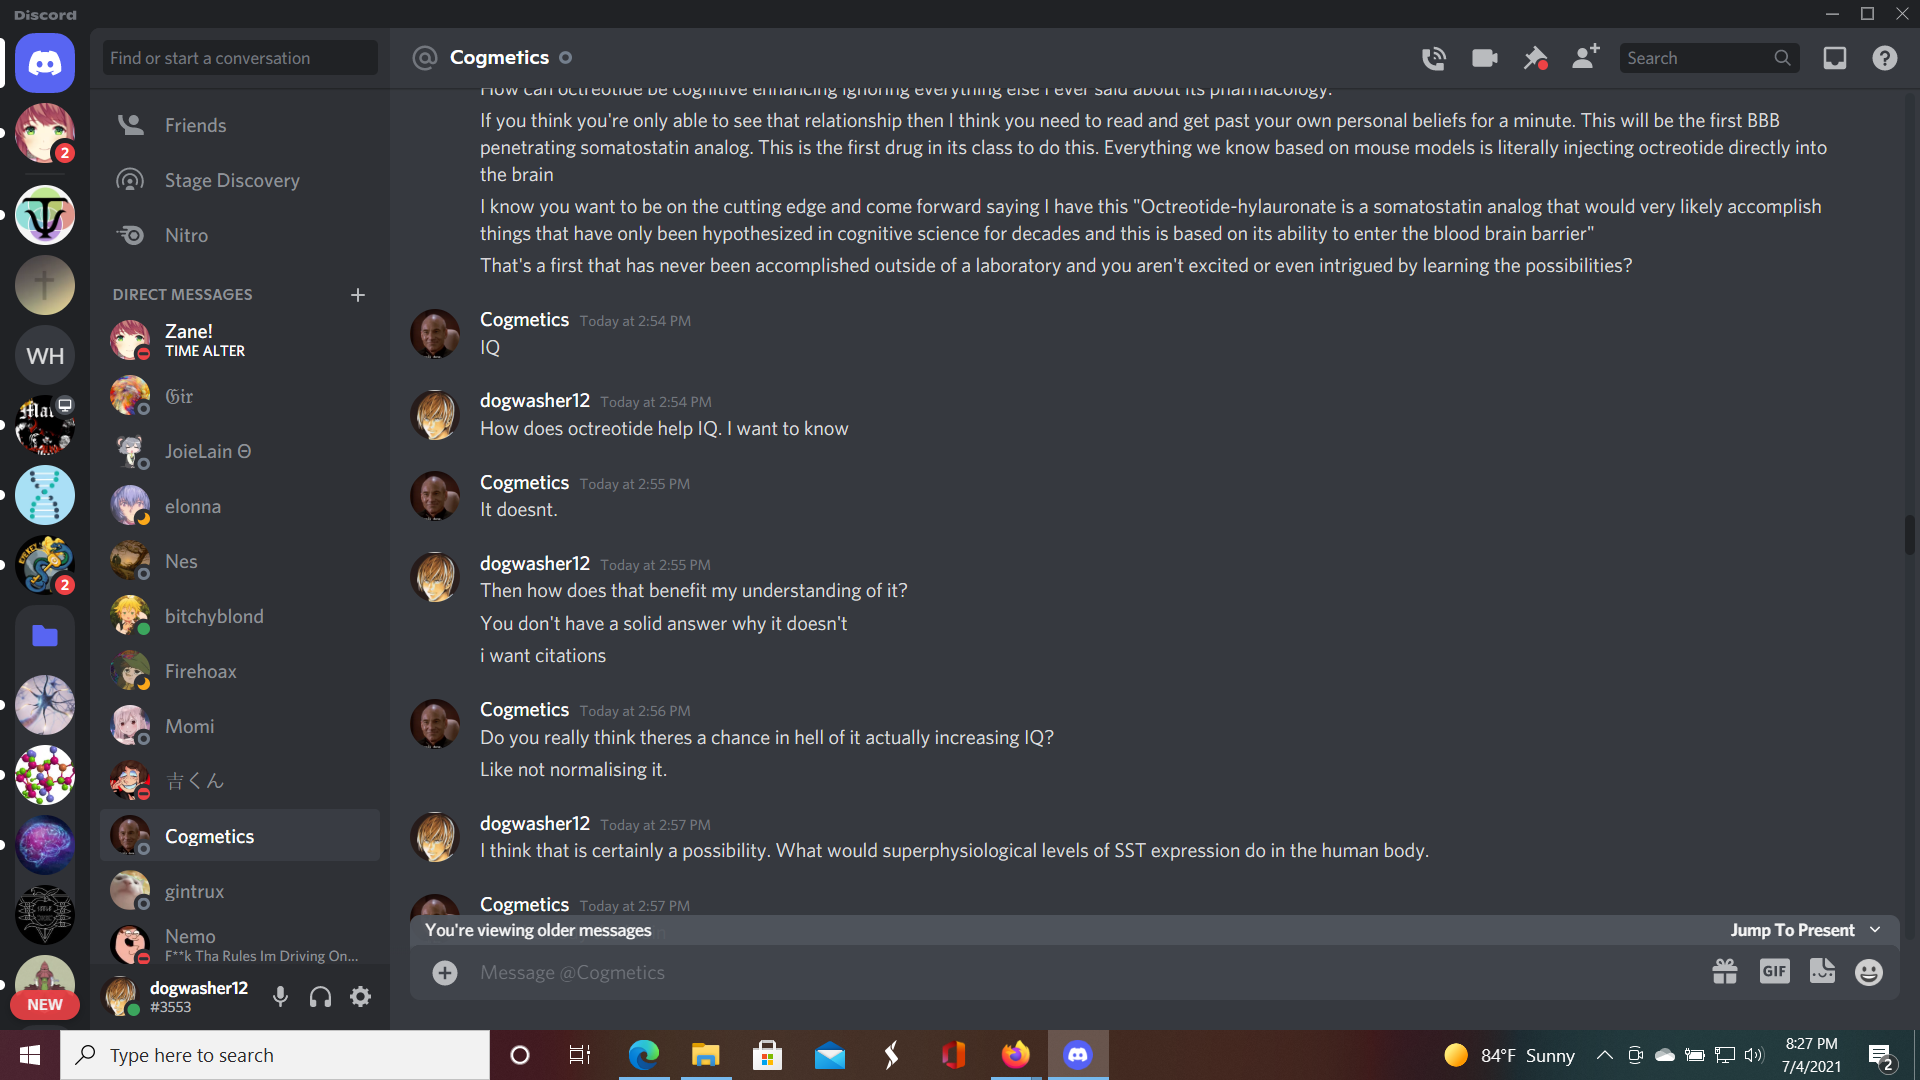 Discord
Find or start a conversation
Friends
Stage Discovery
Nitro
DIRECT MESSAGES
Zane!
TIME ALTER
𝔊𝔦𝔯
JoieLain Θ
elonna
Nes
bitchyblond
Firehoax
Momi
吉くん
Cogmetics
gintrux
Nemo
F**k Tha Rules Im Driving On...
dogwasher12
#3553
2
WH
2
NEW
Cogmetics
Search
How can octreotide be cognitive enhancing ignoring everything else I ever said about its pharmacology.
If you think you're only able to see that relationship then I think you need to read and get past your own personal beliefs for a minute. This will be the first BBB
penetrating somatostatin analog. This is the first drug in its class to do this. Everything we know based on mouse models is literally injecting octreotide directly into
the brain
I know you want to be on the cutting edge and come forward saying I have this "Octreotide-hylauronate is a somatostatin analog that would very likely accomplish
things that have only been hypothesized in cognitive science for decades and this is based on its ability to enter the blood brain barrier"
That's a first that has never been accomplished outside of a laboratory and you aren't excited or even intrigued by learning the possibilities?
Cogmetics Today at 2:54 PM
IQ
dogwasher12 Today at 2:54 PM
How does octreotide help IQ. I want to know
Cogmetics Today at 2:55 PM
It doesnt.
dogwasher12 Today at 2:55 PM
Then how does that benefit my understanding of it?
You don't have a solid answer why it doesn't
i want citations
Cogmetics Today at 2:56 PM
Do you really think theres a chance in hell of it actually increasing IQ?
Like not normalising it.
dogwasher12 Today at 2:57 PM
I think that is certainly a possibility. What would superphysiological levels of SST expression do in the human body.
Cogmetics Today at 2:57 PM
You're viewing older messages
Jump To Present
Message @Cogmetics
GIF
Type here to search
84°F Sunny
8:27 PM
7/4/2021
2